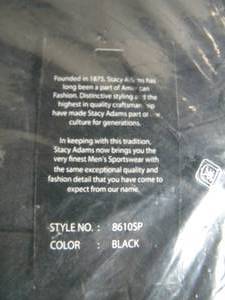 Founded in 1875, Stacy Adams has
long been a part of American
Fashion. Distinctive styling and the
highest in quality craftsmanship
have made Stacy Adams part of the
culture for generations.
In keeping with this tradition,
Stacy Adams now brings you the
very finest Men's Sportswear with
the same exceptional quality and
fashion detail that you have come to
expect from our name.
STYLE NO. : 8610SP
COLOR : BLACK